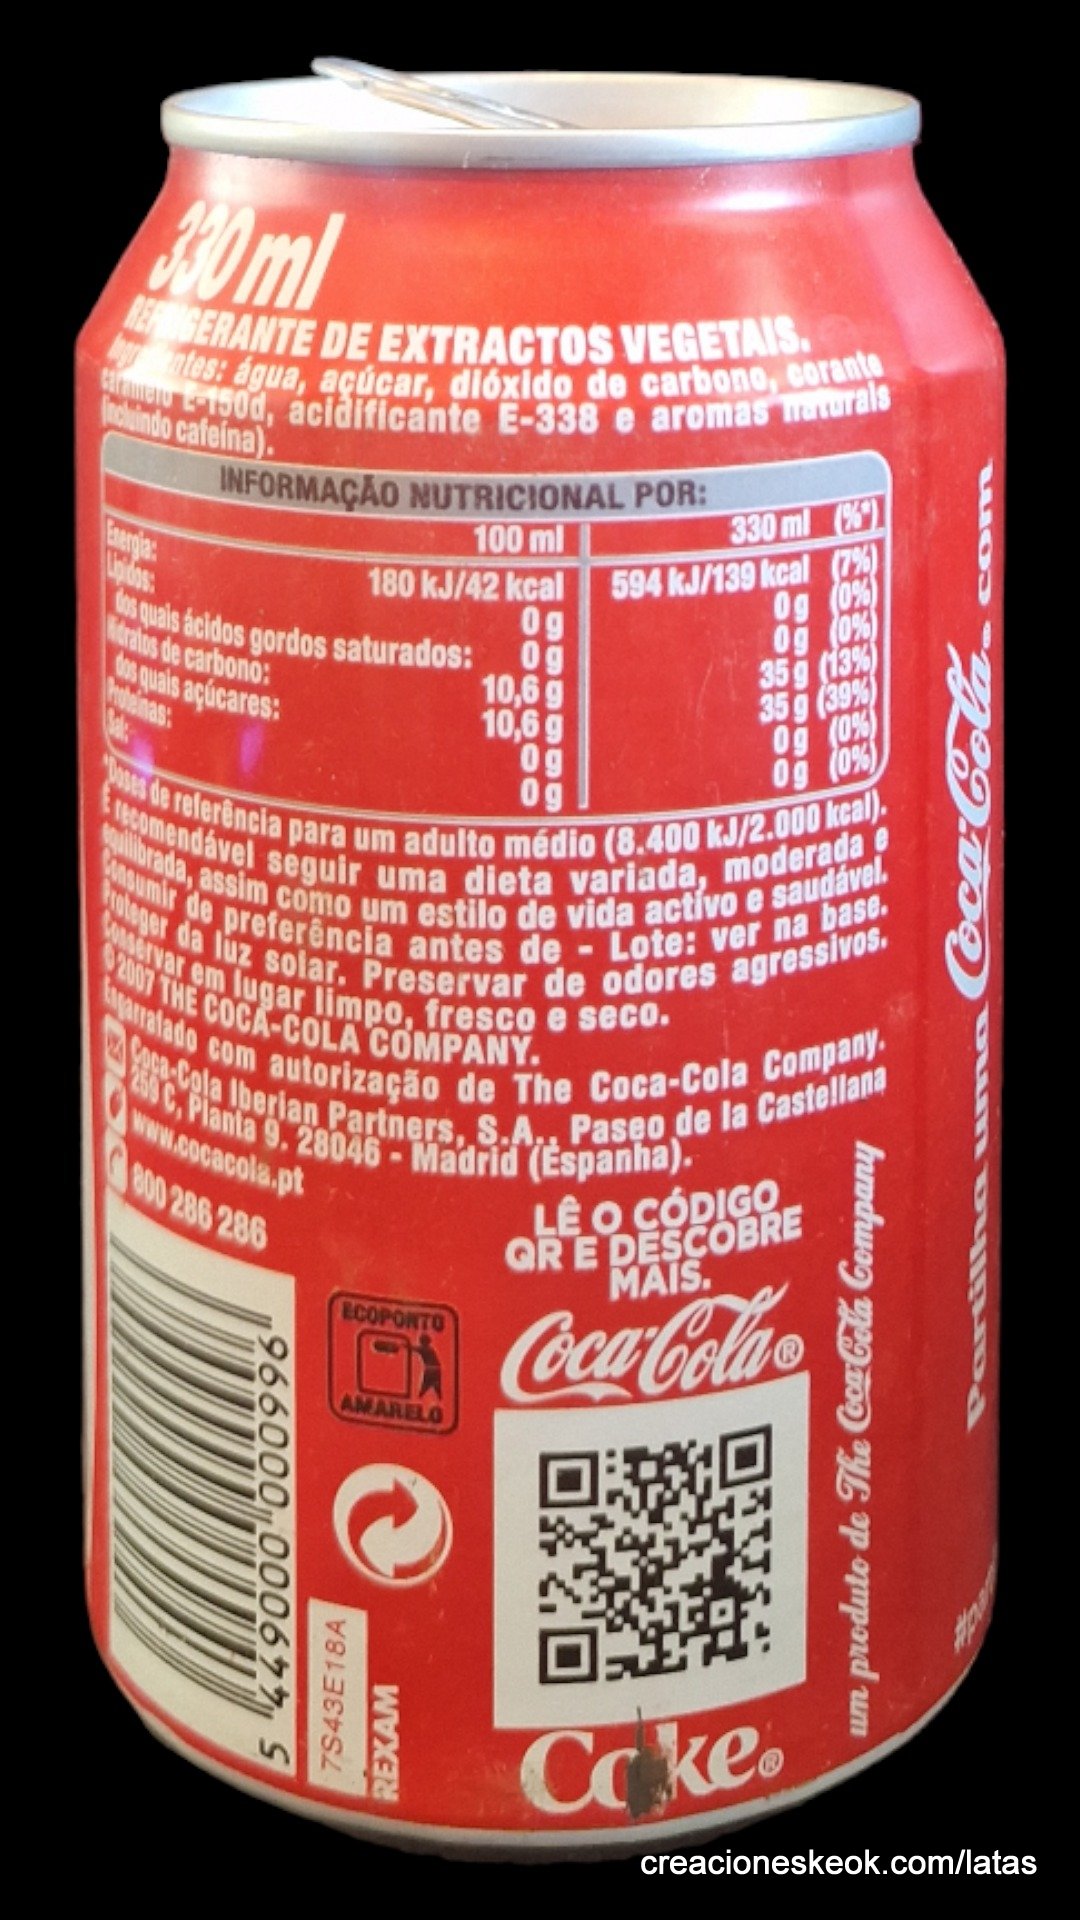 330 ml
REFRIGERANTE DE EXTRACTOS VEGETAIS.
Ingredientes: água, açúcar, dióxido de carbono, corante
caramelo E-150d, acidificante E-338 e aromas naturais
(incluindo cafeína).
INFORMAÇÃO NUTRICIONAL POR:
100 ml 330 ml (%*)
Energia: 180 kJ/42 kcal 594 kJ/139 kcal (7%)
Lípidos: 0 g 0 g (0%)
dos quais ácidos gordos saturados: 0 g 0 g (0%)
Hidratos de carbono: 10,6 g 35 g (13%)
dos quais açúcares: 10,6 g 35 g (39%)
Proteínas: 0 g 0 g (0%)
Sal: 0 g 0 g (0%)
*Doses de referência para um adulto médio (8.400 kJ/2.000 kcal).
É recomendável seguir uma dieta variada, moderada e
equilibrada, assim como um estilo de vida activo e saudável.
Consumir de preferência antes de - Lote: ver na base.
Proteger da luz solar. Preservar de odores agressivos.
Conservar em lugar limpo, fresco e seco.
© 2007 THE COCA-COLA COMPANY.
Engarrafado com autorização de The Coca-Cola Company.
Coca-Cola Iberian Partners, S.A.. Paseo de la Castellana
259 C, Planta 9. 28046 - Madrid (Espanha).
www.cocacola.pt
800 286 286
LÊ O CÓDIGO
QR E DESCOBRE
MAIS.
Coca-Cola®
ECOPONTO
AMARELO
5 449000 000996
7S43E18A
REXAM
Coke®
um produto de The Coca-Cola Company
Partilha uma Coca-Cola® com
creacioneskeok.com/latas